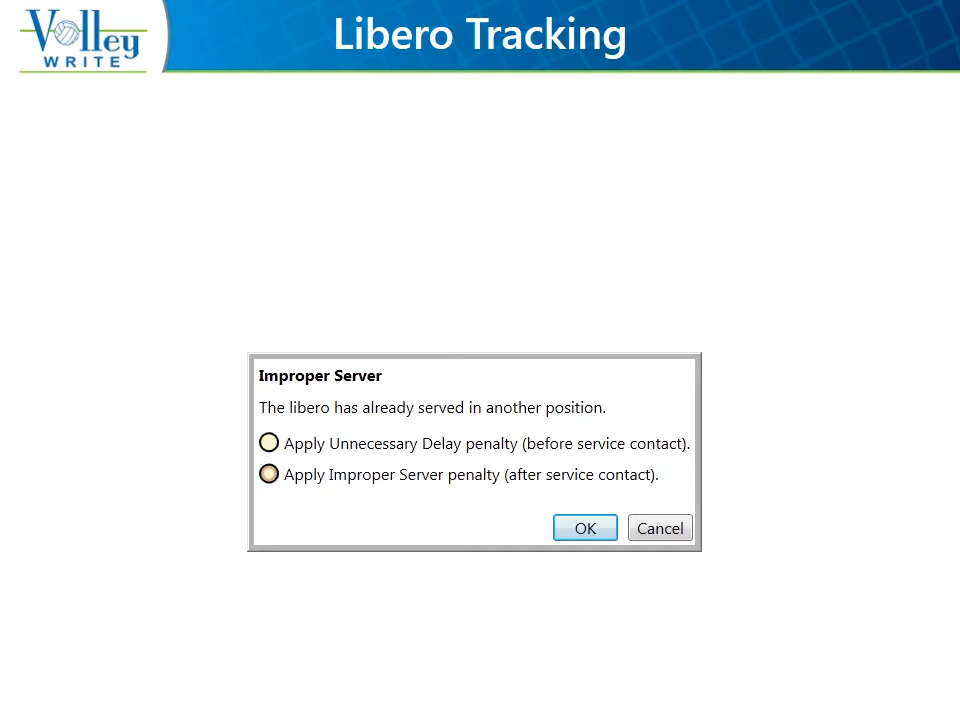 Volley
WRITE
Libero Tracking
Improper Server
The libero has already served in another position.
Apply Unnecessary Delay penalty (before service contact).
Apply Improper Server penalty (after service contact).
OK Cancel